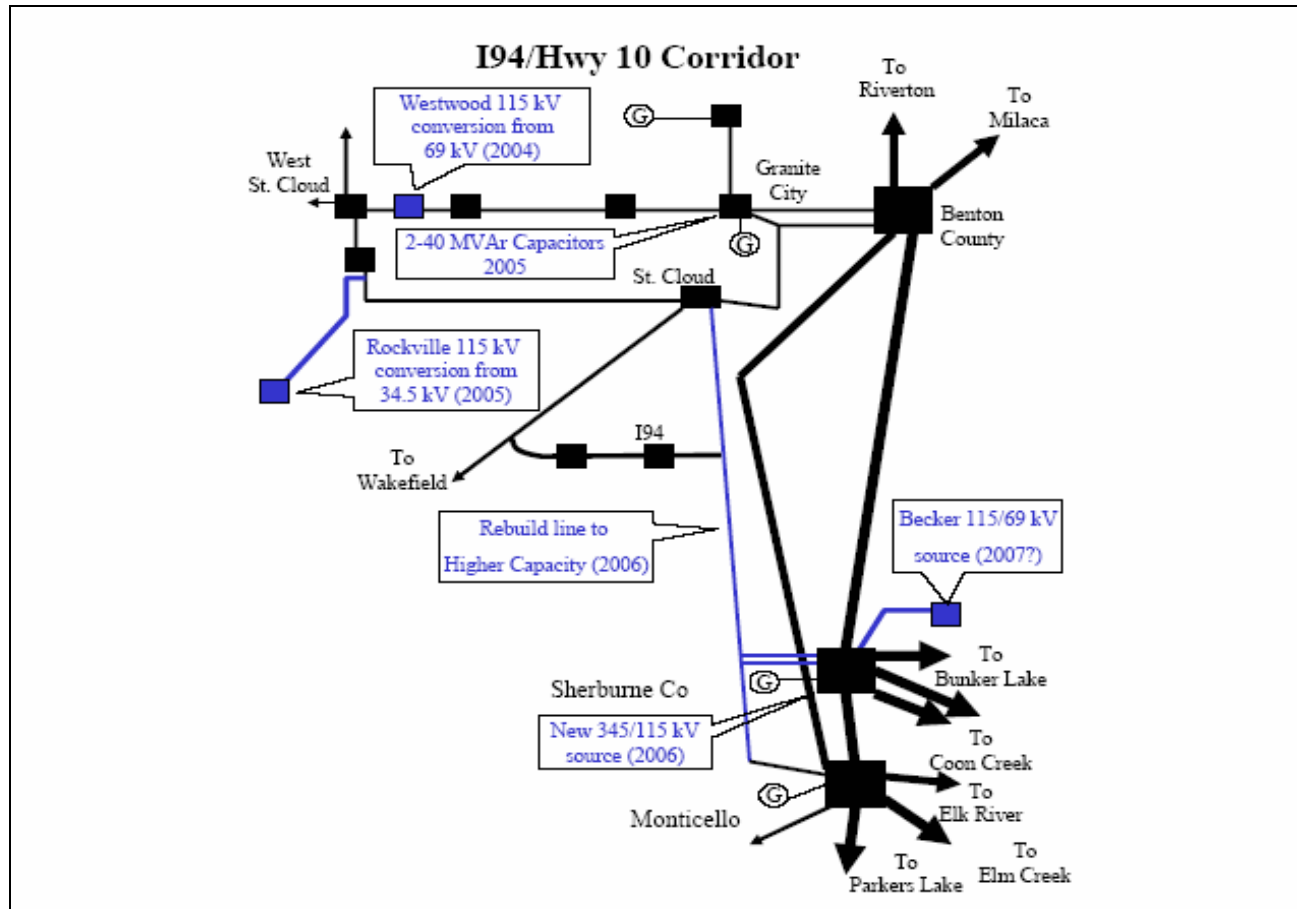 I94/Hwy 10 Corridor
To
Riverton
To
Milaca
Westwood 115 kV
conversion from
69 kV (2004)
G
West
St. Cloud
Granite
City
Benton
County
2-40 MVAr Capacitors
2005
G
St. Cloud
Rockville 115 kV
conversion from
34.5 kV (2005)
I94
To
Wakefield
Rebuild line to
Higher Capacity (2006)
Becker 115/69 kV
source (2007?)
To
Bunker Lake
G
Sherburne Co
New 345/115 kV
source (2006)
To
Coon Creek
G
To
Elk River
Monticello
To
Parkers Lake
To
Elm Creek